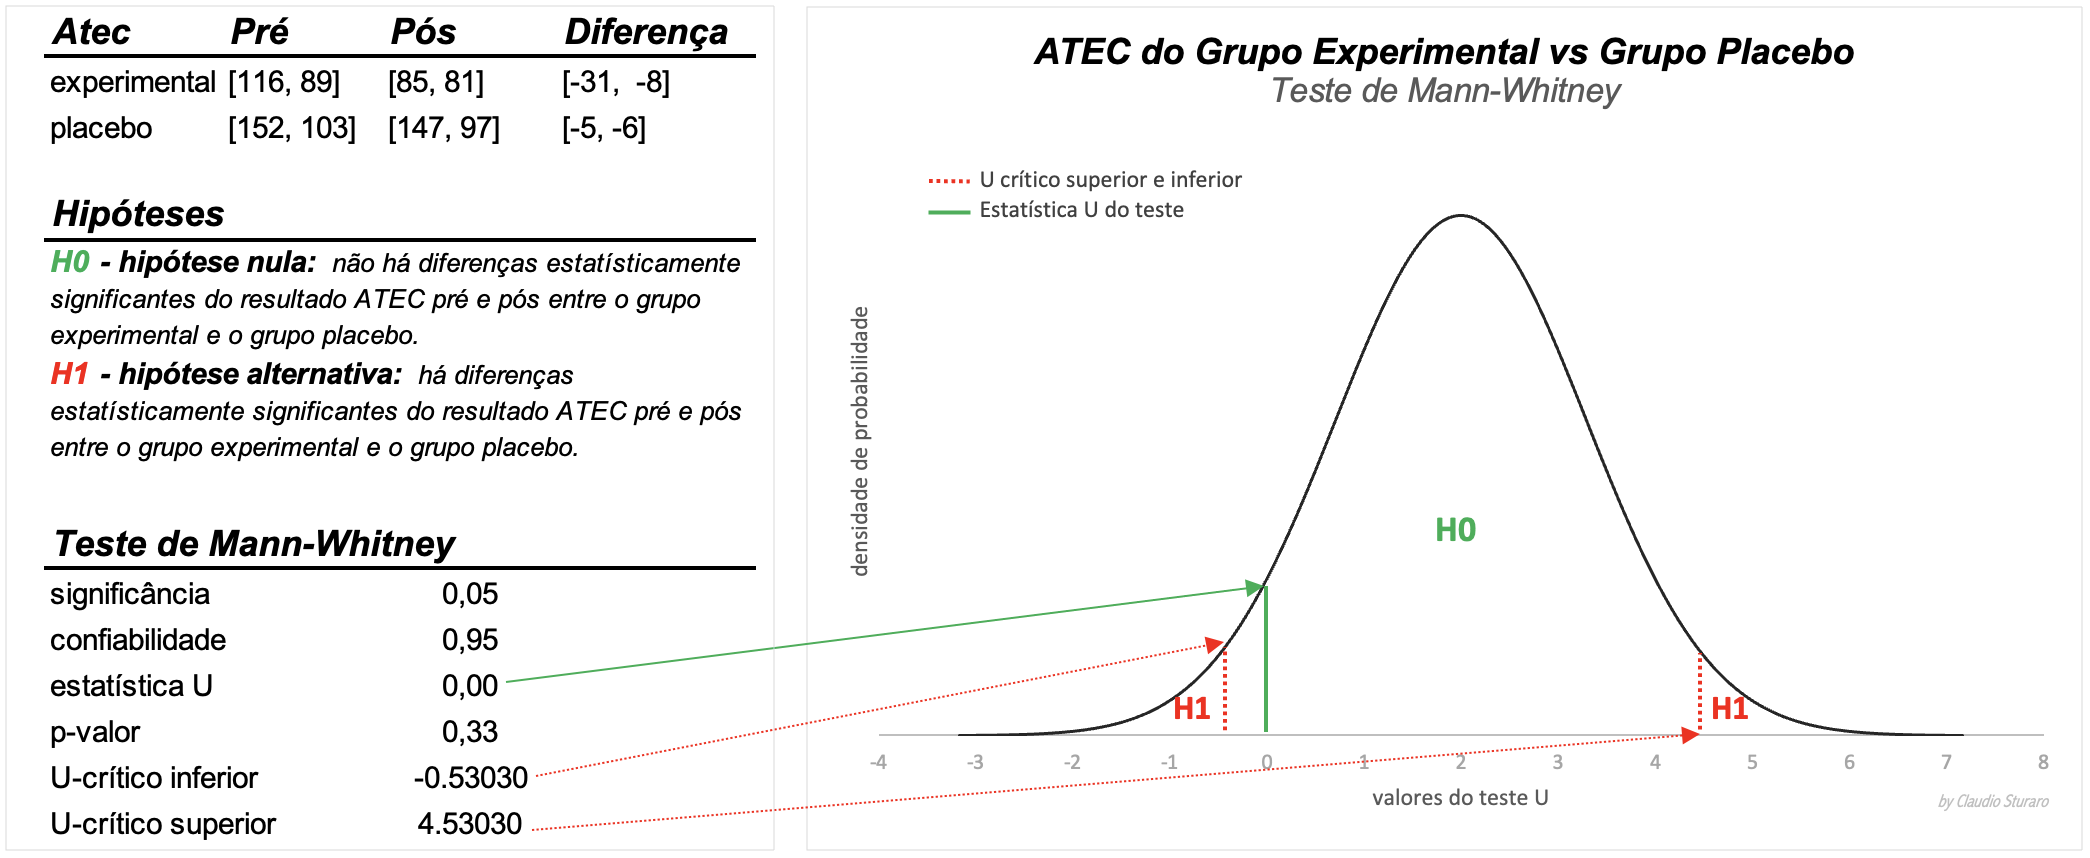 Atec Pré Pós Diferença
experimental [116, 89] [85, 81] [-31, -8]
placebo [152, 103] [147, 97] [-5, -6]
Hipóteses
H0 - hipótese nula: não há diferenças estatísticamente
significantes do resultado ATEC pré e pós entre o grupo
experimental e o grupo placebo.
H1 - hipótese alternativa: há diferenças
estatísticamente significantes do resultado ATEC pré e pós
entre o grupo experimental e o grupo placebo.
Teste de Mann-Whitney
significância 0,05
confiabilidade 0,95
estatística U 0,00
p-valor 0,33
U-crítico inferior -0.53030
U-crítico superior 4.53030
ATEC do Grupo Experimental vs Grupo Placebo
Teste de Mann-Whitney
U crítico superior e inferior
Estatística U do teste
densidade de probabilidade
H0
H1
H1
-4 -3 -2 -1 0 1 2 3 4 5 6 7 8
valores do teste U
by Claudio Sturaro